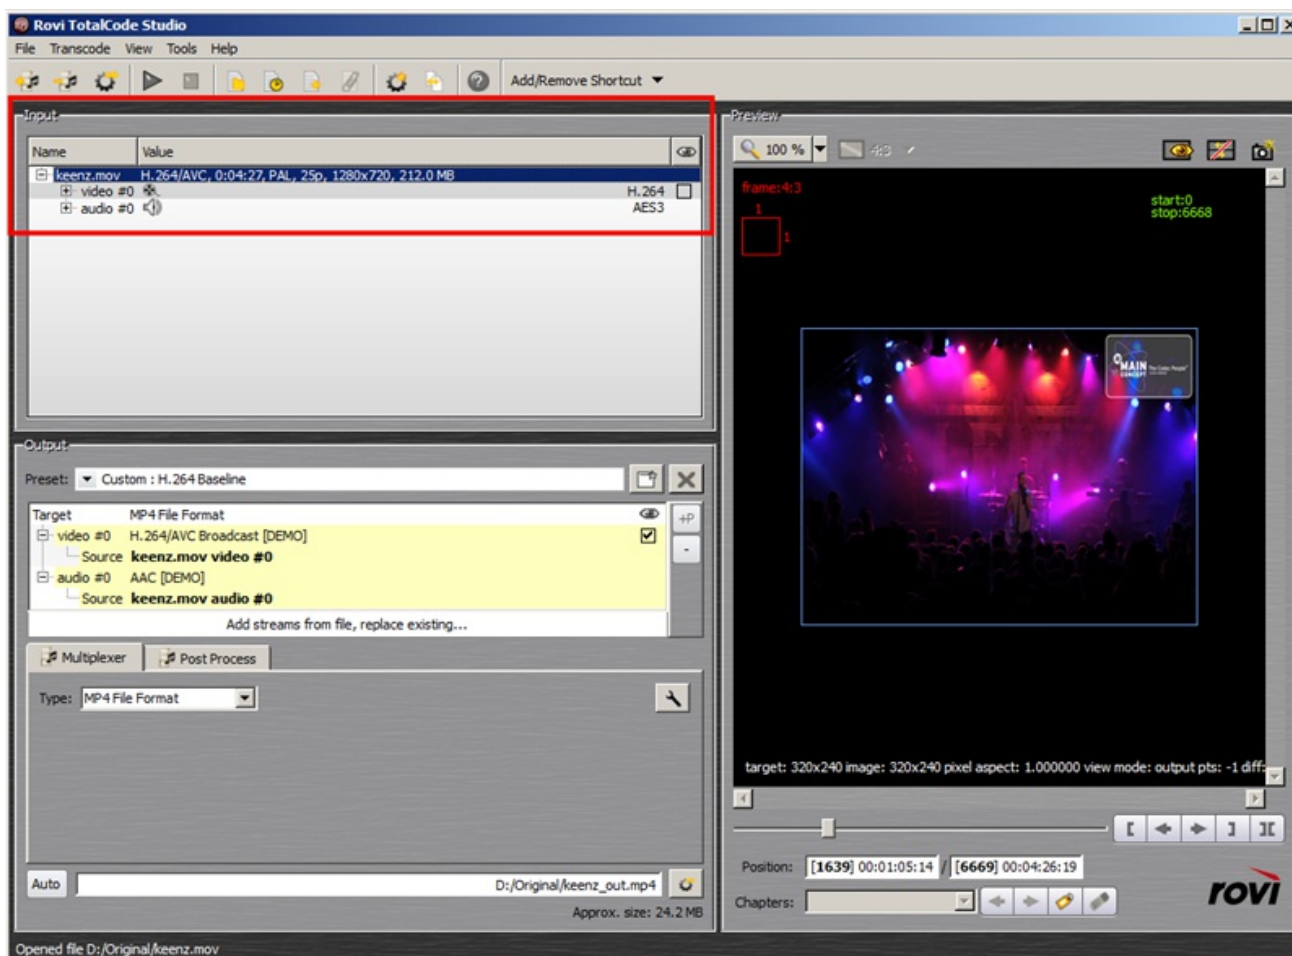 Rovi TotalCode Studio
File Transcode View Tools Help
Add/Remove Shortcut
Input
Name Value
keenz.mov H.264/AVC, 0:04:27, PAL, 25p, 1280x720, 212.0 MB
video #0 H.264
audio #0 AES3
Output
Preset: Custom : H.264 Baseline
Target MP4 File Format
+P
video #0 H.264/AVC Broadcast [DEMO]
-
Source keenz.mov video #0
audio #0 AAC [DEMO]
Source keenz.mov audio #0
Add streams from file, replace existing...
Multiplexer Post Process
Type: MP4 File Format
Auto D:/Original/keenz_out.mp4
Approx. size: 24.2 MB
Opened file D:/Original/keenz.mov
Preview
100 % 4:3
frame:4:3
1
1
start:0
stop:6668
MAIN
CONCEPT
The Codec People
target: 320x240 image: 320x240 pixel aspect: 1.000000 view mode: output pts: -1 diff:
Position: [1639] 00:01:05:14 / [6669] 00:04:26:19
Chapters:
rovi